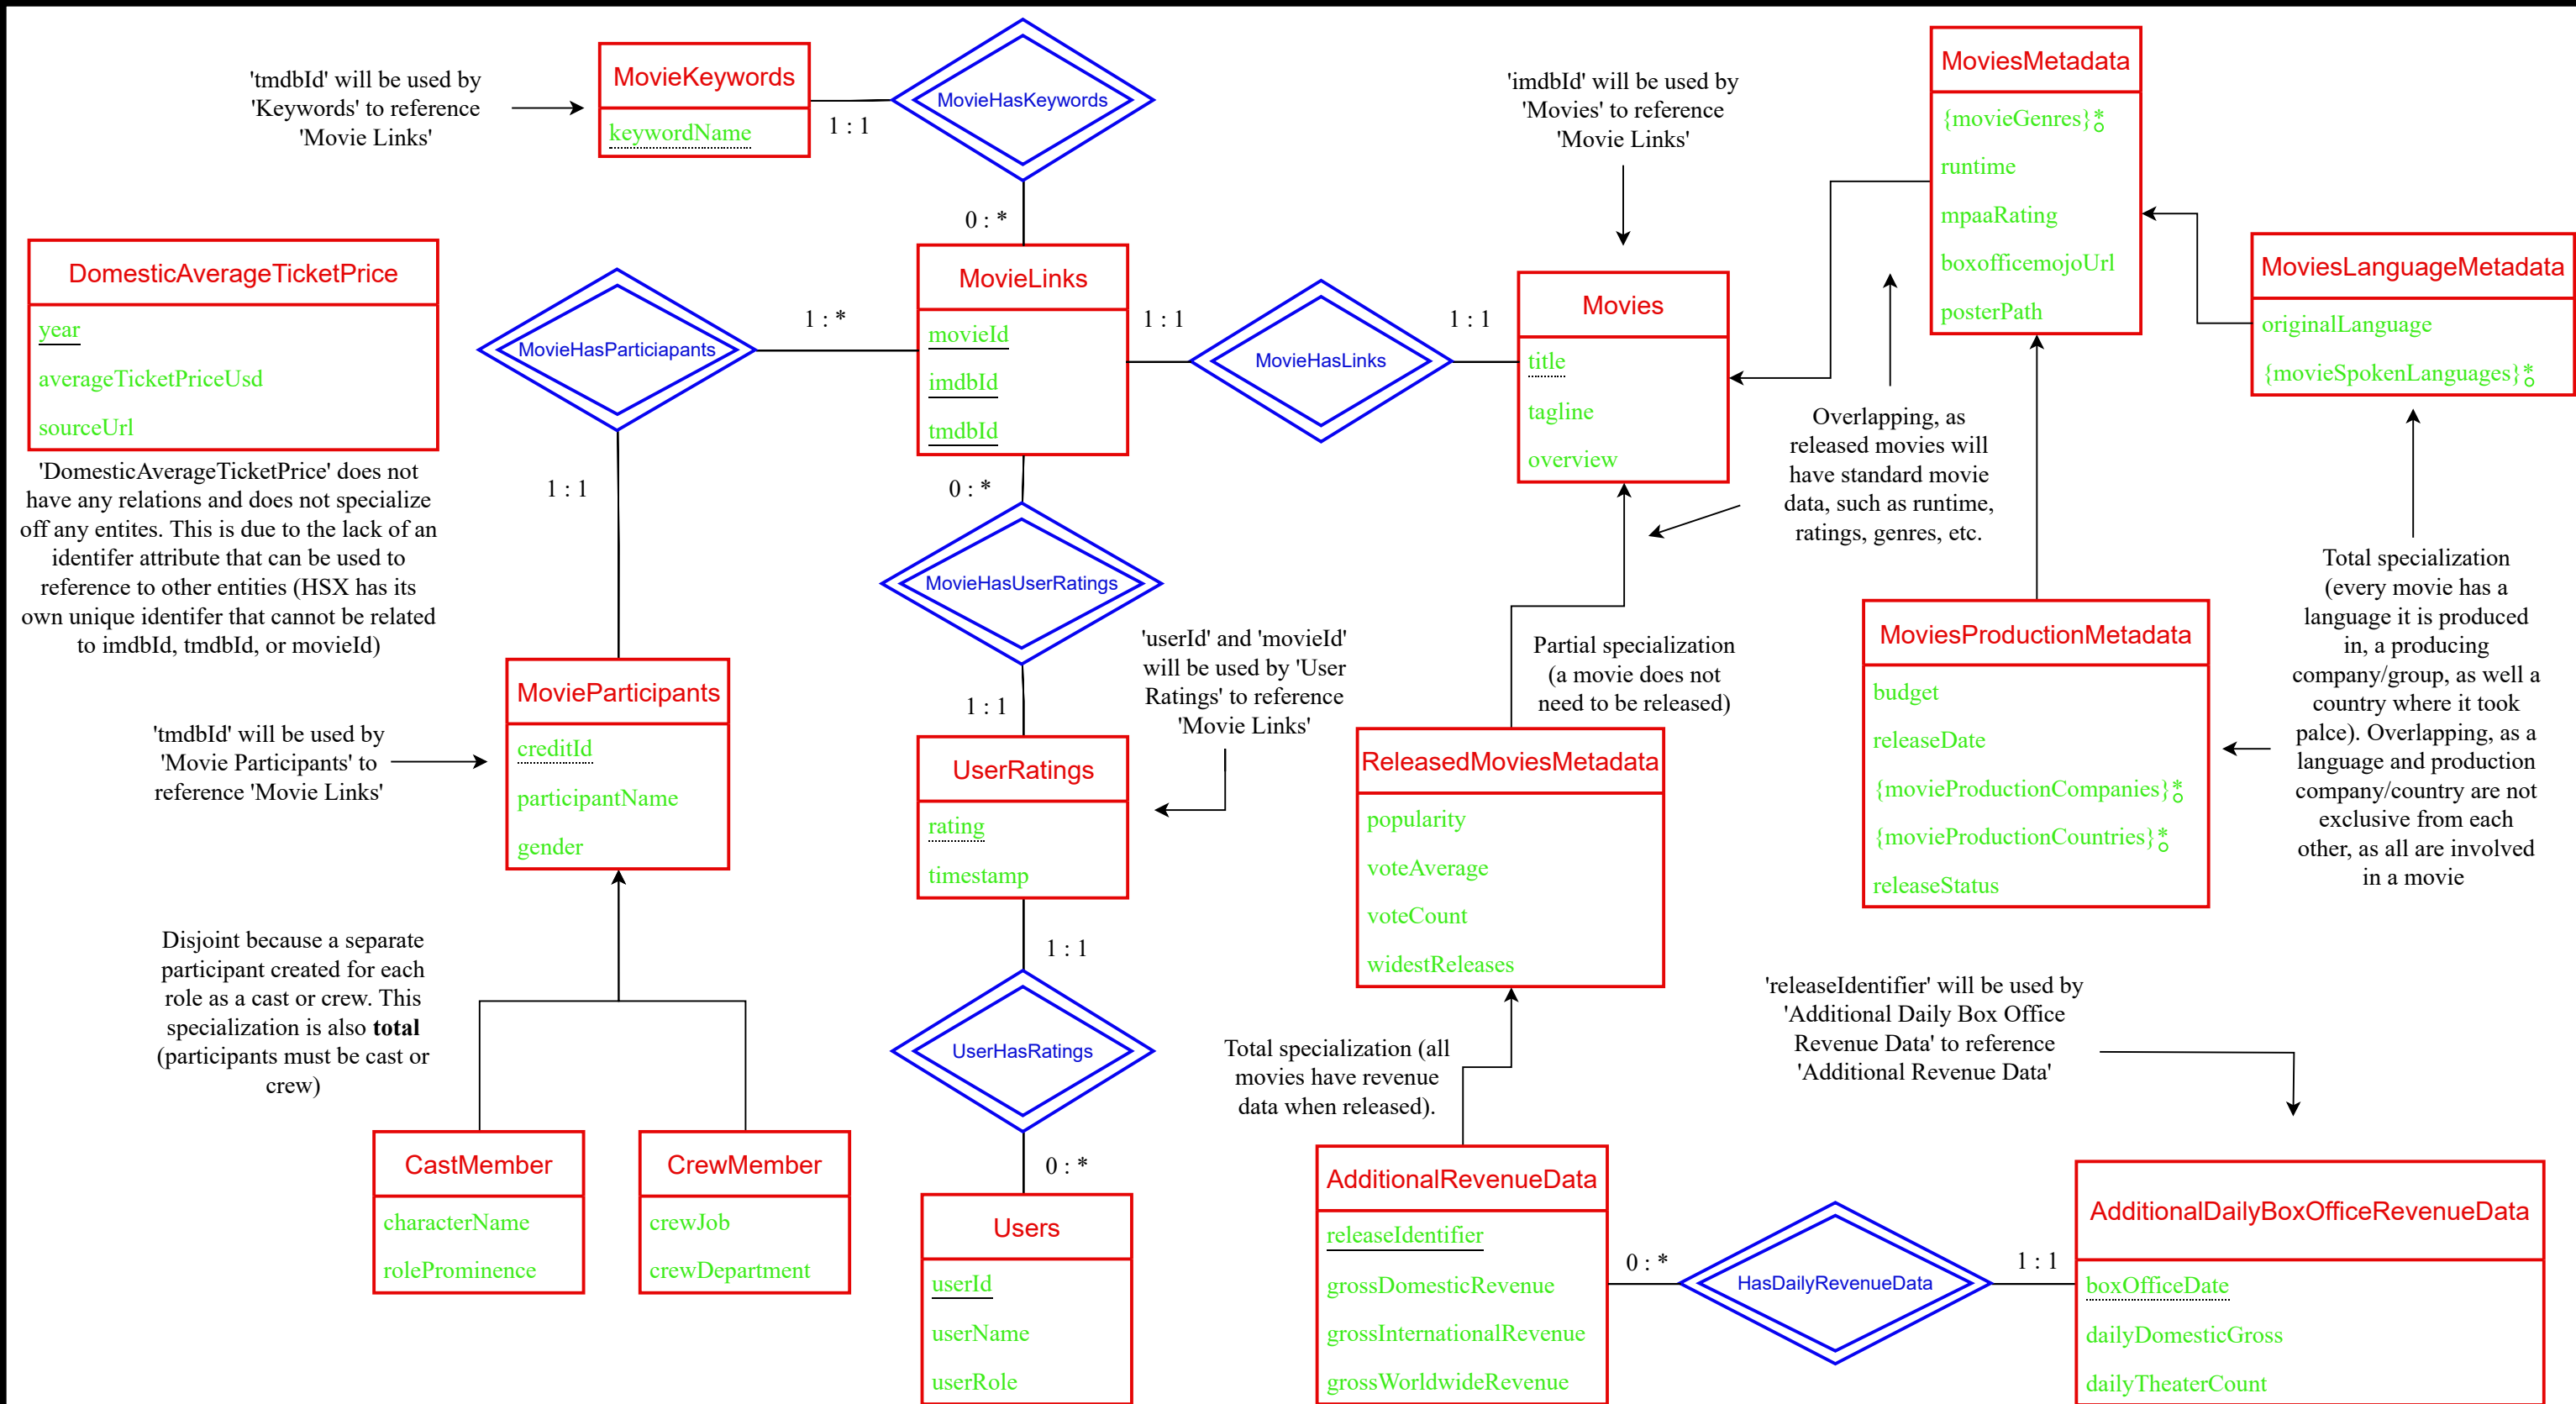 'tmdbId' will be used by
'Keywords' to reference
'Movie Links'
MovieKeywords
keywordName
1 : 1
MovieHasKeywords
0 : *
'imdbId' will be used by
'Movies' to reference
'Movie Links'
MoviesMetadata
{movieGenres}*
runtime
mpaaRating
boxofficemojoUrl
posterPath
MoviesLanguageMetadata
originalLanguage
{movieSpokenLanguages}*
DomesticAverageTicketPrice
year
averageTicketPriceUsd
sourceUrl
'DomesticAverageTicketPrice' does not
have any relations and does not specialize
off any entites. This is due to the lack of an
identifer attribute that can be used to
reference to other entities (HSX has its
own unique identifer that cannot be related
to imdbId, tmdbId, or movieId)
MovieHasParticiapants
1 : *
1 : 1
MovieLinks
movieId
imdbId
tmdbId
1 : 1
MovieHasLinks
1 : 1
Movies
title
tagline
overview
Overlapping, as
released movies will
have standard movie
data, such as runtime,
ratings, genres, etc.
0 : *
MovieHasUserRatings
1 : 1
'userId' and 'movieId'
will be used by 'User
Ratings' to reference
'Movie Links'
Partial specialization
(a movie does not
need to be released)
MoviesProductionMetadata
budget
releaseDate
{movieProductionCompanies}*
{movieProductionCountries}*
releaseStatus
Total specialization
(every movie has a
language it is produced
in, a producing
company/group, as well a
country where it took
palce). Overlapping, as a
language and production
company/country are not
exclusive from each
other, as all are involved
in a movie
'tmdbId' will be used by
'Movie Participants' to
reference 'Movie Links'
MovieParticipants
creditId
participantName
gender
UserRatings
rating
timestamp
ReleasedMoviesMetadata
popularity
voteAverage
voteCount
widestReleases
Disjoint because a separate
participant created for each
role as a cast or crew. This
specialization is also total
(participants must be cast or
crew)
1 : 1
UserHasRatings
0 : *
Total specialization (all
movies have revenue
data when released).
'releaseIdentifier' will be used by
'Additional Daily Box Office
Revenue Data' to reference
'Additional Revenue Data'
CastMember
characterName
roleProminence
CrewMember
crewJob
crewDepartment
Users
userId
userName
userRole
AdditionalRevenueData
releaseIdentifier
grossDomesticRevenue
grossInternationalRevenue
grossWorldwideRevenue
0 : *
HasDailyRevenueData
1 : 1
AdditionalDailyBoxOfficeRevenueData
boxOfficeDate
dailyDomesticGross
dailyTheaterCount